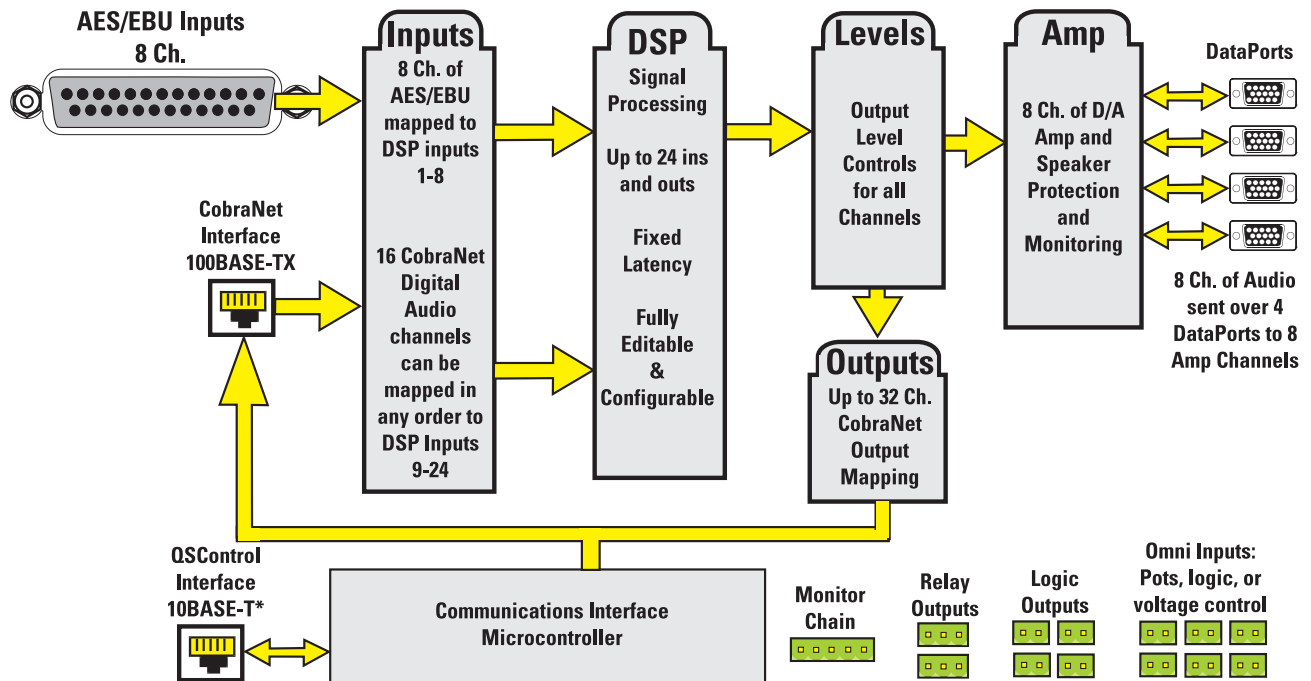 AES/EBU Inputs
8 Ch.
Inputs
8 Ch. of
AES/EBU
mapped to
DSP inputs
1-8
16 CobraNet
Digital
Audio
channels
can be
mapped in
any order to
DSP Inputs
9-24
DSP
Signal
Processing
Up to 24 ins
and outs
Fixed
Latency
Fully
Editable
&
Configurable
Levels
Output
Level
Controls
for all
Channels
Amp
8 Ch. of D/A
Amp and
Speaker
Protection
and
Monitoring
DataPorts
8 Ch. of Audio
sent over 4
DataPorts to 8
Amp Channels
CobraNet
Interface
100BASE-TX
Outputs
Up to 32 Ch.
CobraNet
Output
Mapping
QSControl
Interface
10BASE-T*
Communications Interface
Microcontroller
Monitor
Chain
Relay
Outputs
Logic
Outputs
Omni Inputs:
Pots, logic, or
voltage control